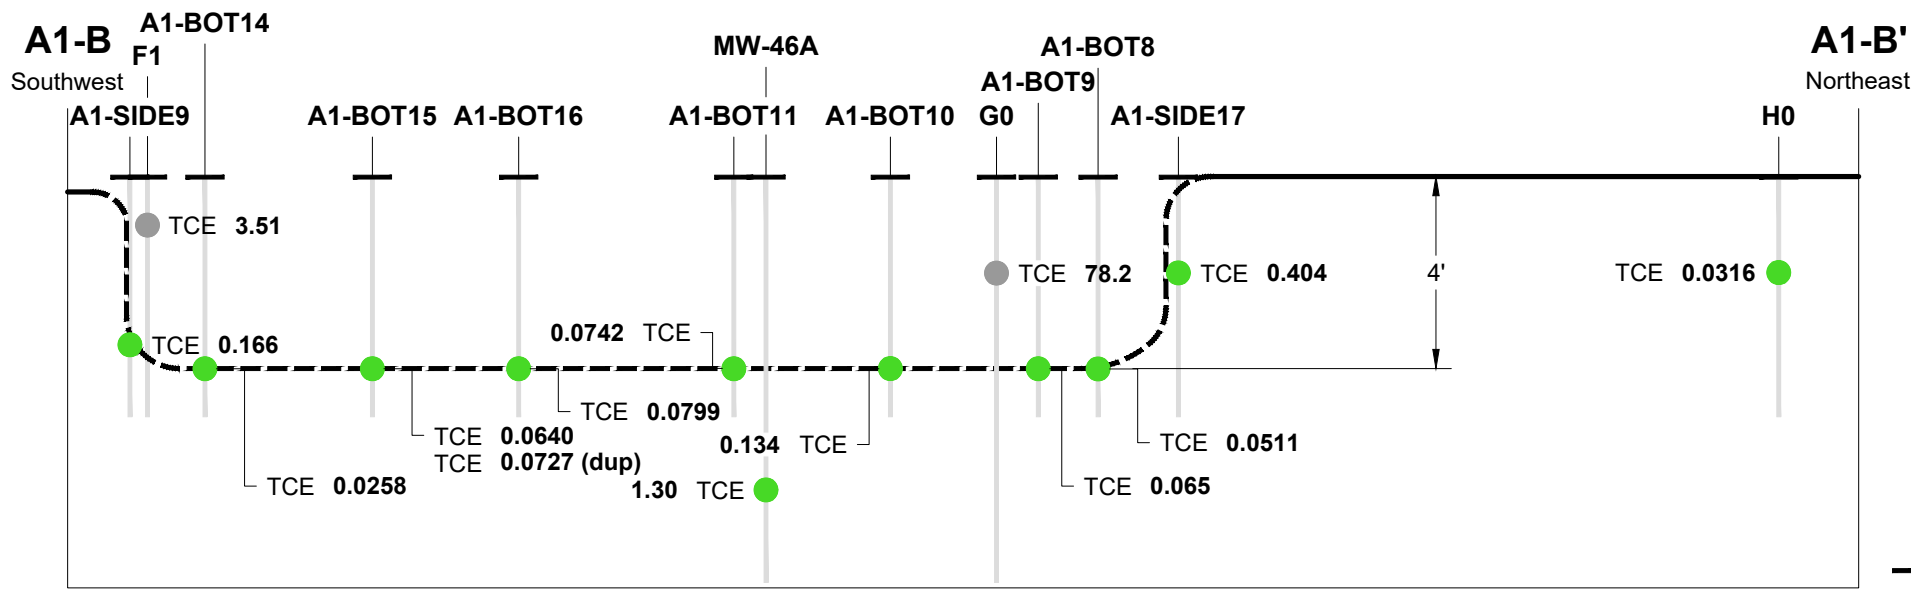 A1-B
Southwest
A1-BOT14
F1
A1-SIDE9
A1-BOT15
A1-BOT16
MW-46A
A1-BOT11
A1-BOT10
A1-BOT8
A1-BOT9
G0
A1-SIDE17
H0
A1-B'
Northeast
TCE 3.51
TCE 78.2
TCE 0.404
4'
TCE 0.0316
TCE 0.166
0.0742 TCE
TCE 0.0799
TCE 0.0640
TCE 0.0727 (dup)
0.134 TCE
TCE 0.0511
TCE 0.0258
1.30 TCE
TCE 0.065